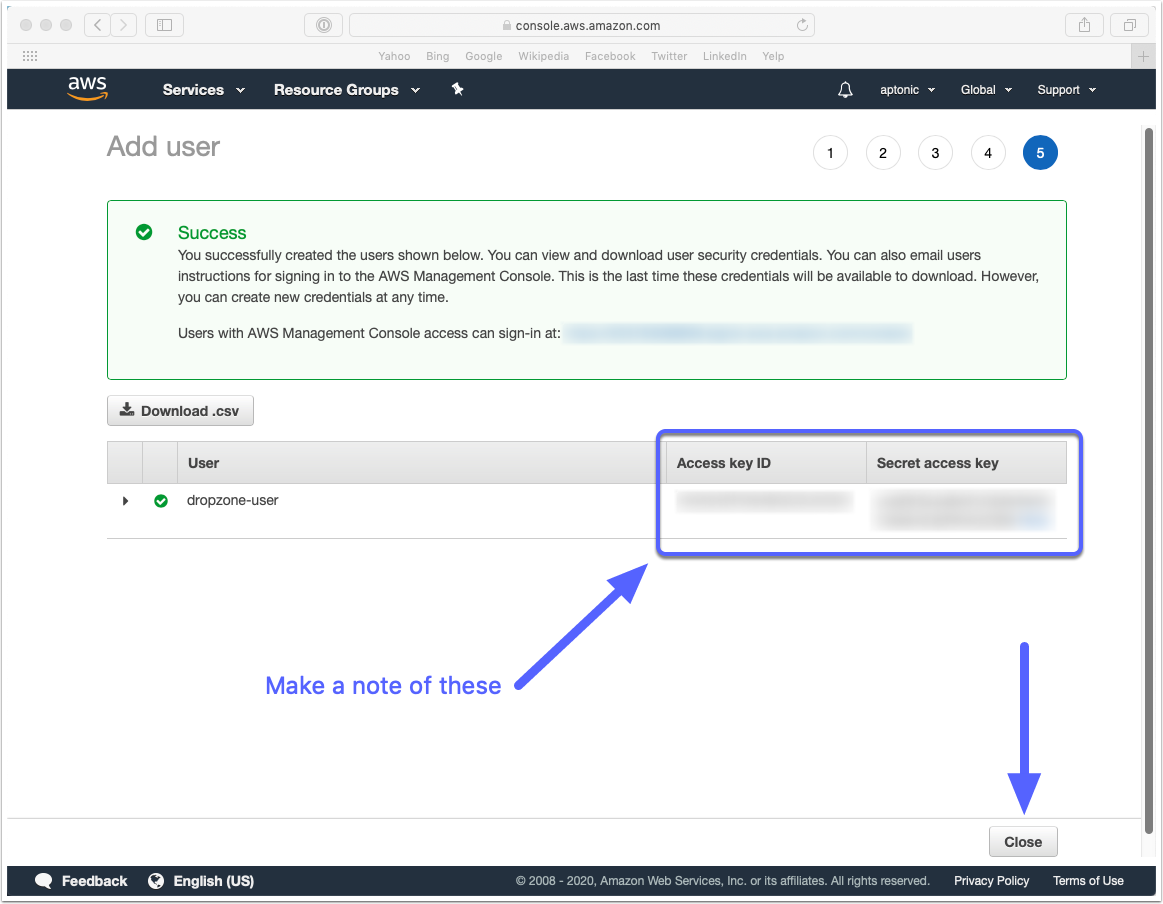 console.aws.amazon.com
Yahoo Bing Google Wikipedia Facebook Twitter LinkedIn Yelp
aws Services Resource Groups aptonic Global Support
Add user
1 2 3 4 5
Success
You successfully created the users shown below. You can view and download user security credentials. You can also email users
instructions for signing in to the AWS Management Console. This is the last time these credentials will be available to download. However,
you can create new credentials at any time.
Users with AWS Management Console access can sign-in at:
Download .csv
User Access key ID Secret access key
dropzone-user
Make a note of these
Close
Feedback English (US) © 2008 - 2020, Amazon Web Services, Inc. or its affiliates. All rights reserved. Privacy Policy Terms of Use